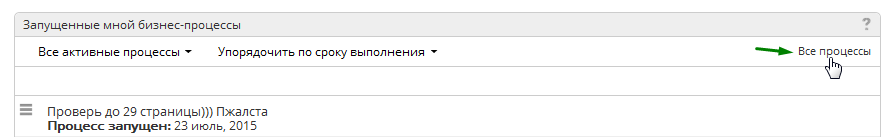 Запущенные мной бизнес-процессы ?
Все активные процессы Упорядочить по сроку выполнения Все процессы
Проверь до 29 страницы))) Пжалста
Процесс запущен: 23 июль, 2015